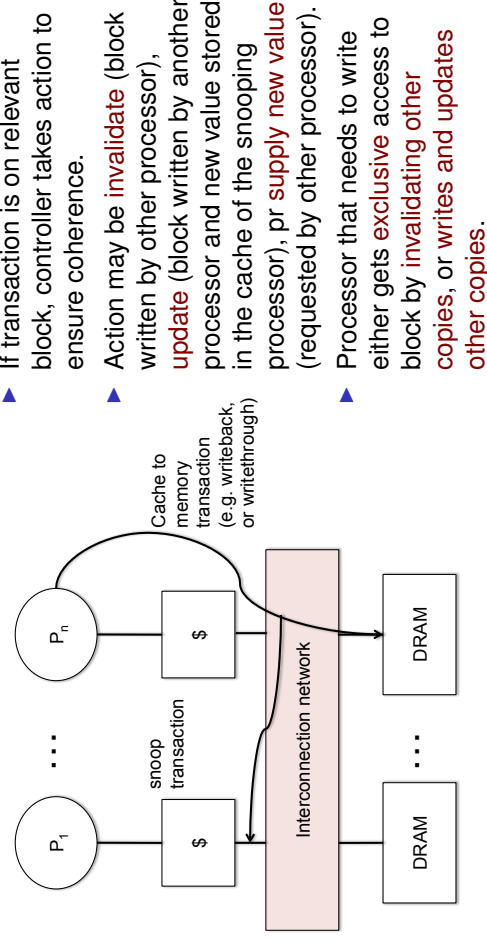 P1
...
Pn
$
$
snoop
transaction
Cache to
memory
transaction
(e.g. writeback,
or writethrough)
Interconnection network
DRAM
...
DRAM
► If transaction is on relevant
block, controller takes action to
ensure coherence.
► Action may be invalidate (block
written by other processor),
update (block written by another
processor and new value stored
in the cache of the snooping
processor), pr supply new value
(requested by other processor).
► Processor that needs to write
either gets exclusive access to
block by invalidating other
copies, or writes and updates
other copies.